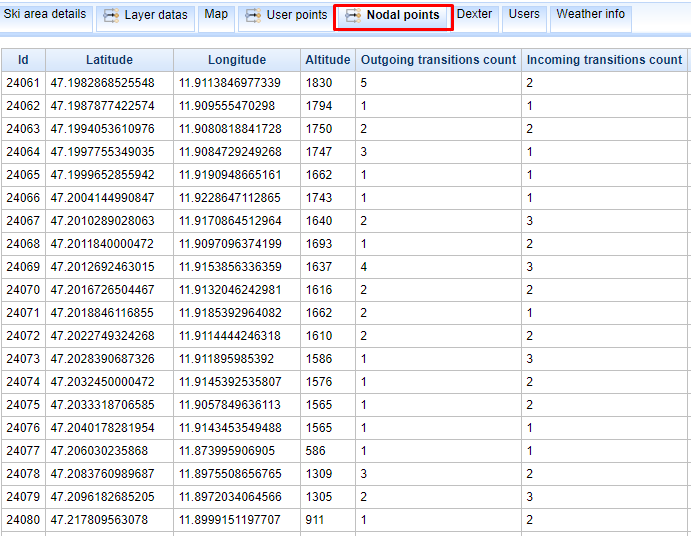 Ski area details Layer datas Map User points Nodal points Dexter Users Weather info
Id Latitude Longitude Altitude Outgoing transitions count Incoming transitions count
24061 47.1982868525548 11.9113846977339 1830 5 2
24062 47.1987877422574 11.909555470298 1794 1 1
24063 47.1994053610976 11.9080818841728 1750 2 2
24064 47.1997755349035 11.9084729249268 1747 3 1
24065 47.1999652855942 11.9190948665161 1662 1 1
24066 47.2004144990847 11.9228647112865 1743 1 1
24067 47.2010289028063 11.9170864512964 1640 2 3
24068 47.2011840000472 11.9097096374199 1693 1 2
24069 47.2012692463015 11.9153856336359 1637 4 3
24070 47.2016726504467 11.9132046242981 1616 2 2
24071 47.2018846116855 11.9185392964082 1662 2 1
24072 47.2022749324268 11.9114444246318 1610 2 2
24073 47.2028390687326 11.911895985392 1586 1 3
24074 47.2032450000472 11.9145392535807 1576 1 2
24075 47.2033318706585 11.9057849636113 1565 1 2
24076 47.2040178281954 11.9143453549488 1565 1 1
24077 47.206030235868 11.873995906905 586 1 1
24078 47.2083760989687 11.8975508656765 1309 3 2
24079 47.2096182685205 11.8972034064566 1305 2 3
24080 47.217809563078 11.8999151197707 911 1 2